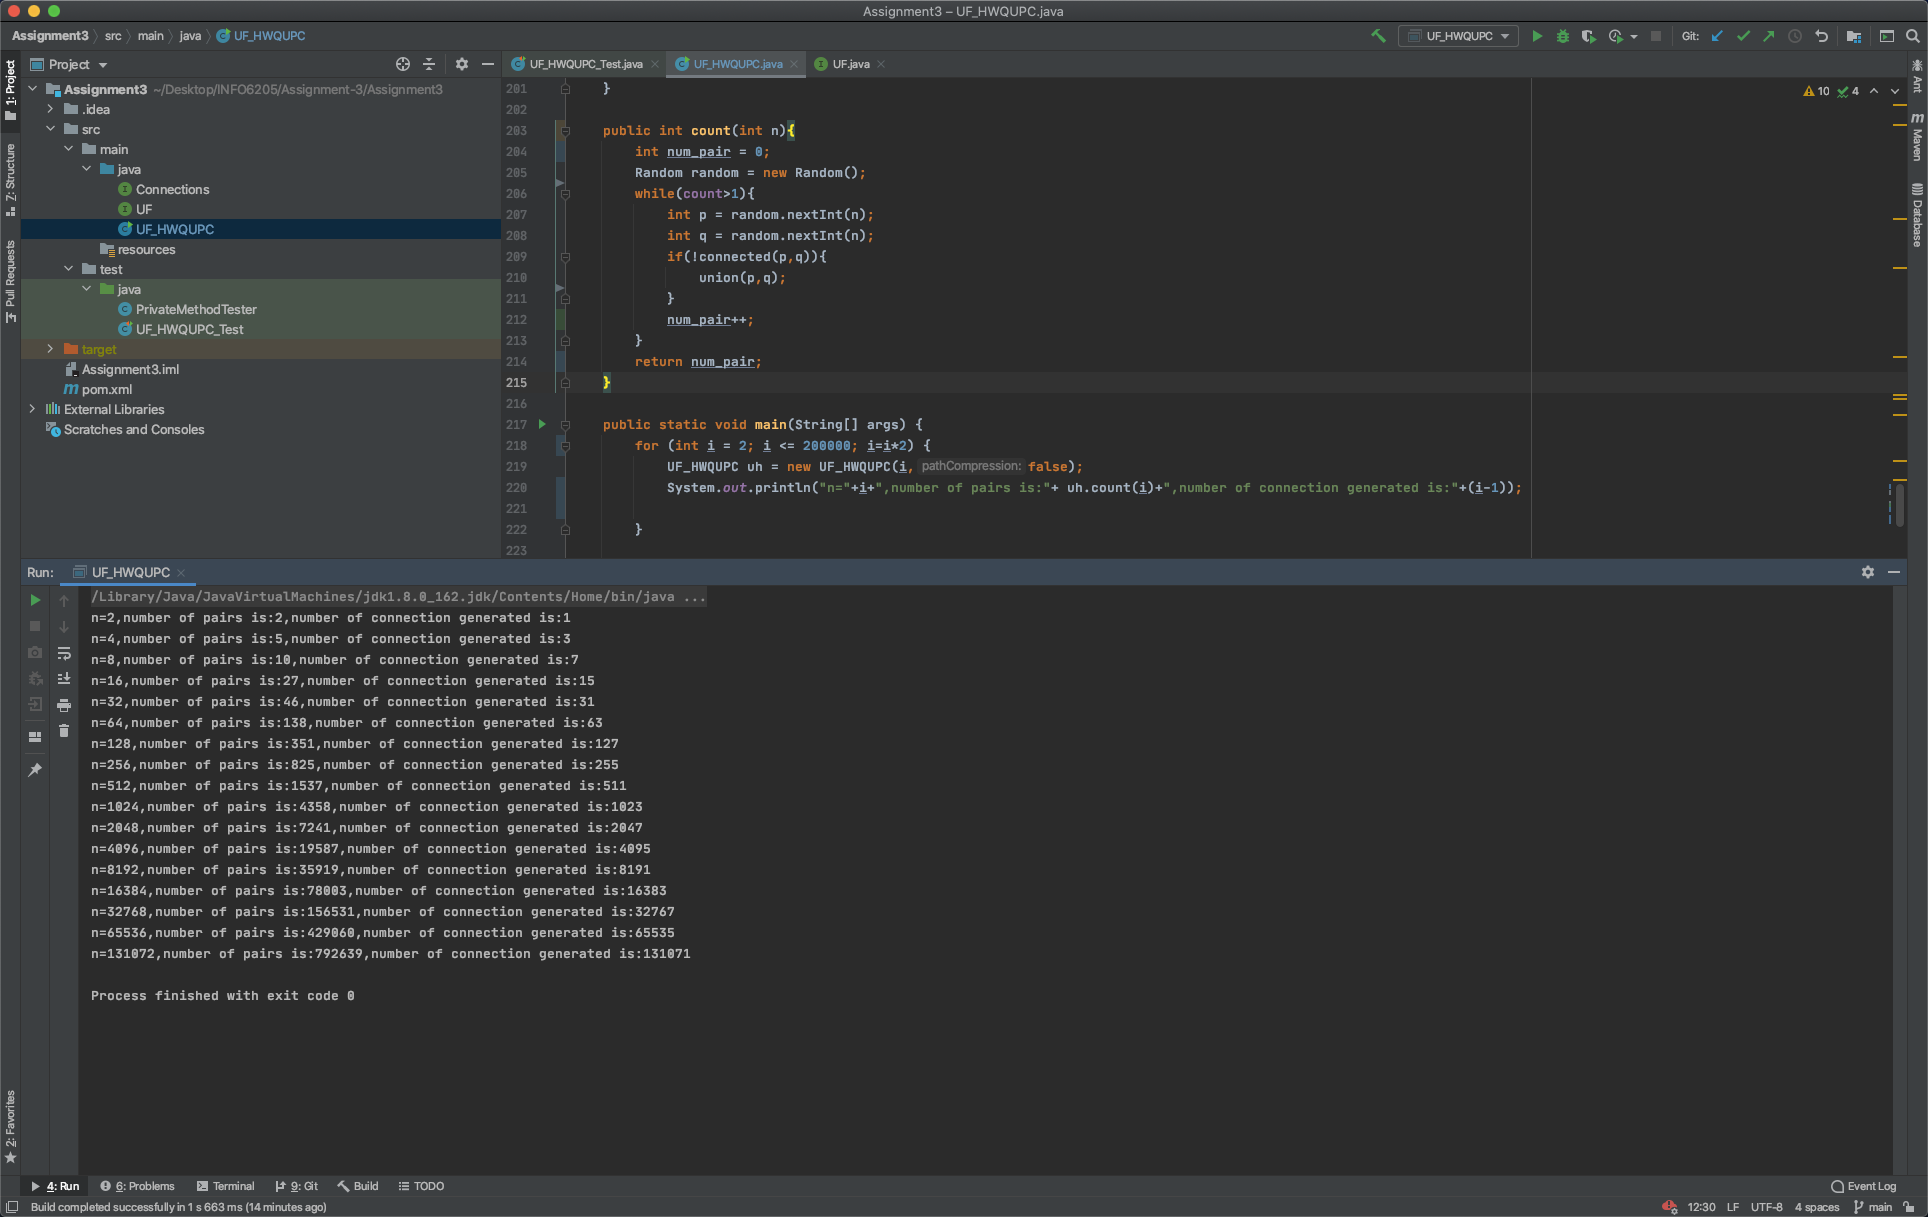 Assignment3 – UF_HWQUPC.java
Assignment3 src main java UF_HWQUPC
UF_HWQUPC Git:
1: Project
Z: Structure
Pull Requests
2: Favorites
Project
Assignment3 ~/Desktop/INFO6205/Assignment-3/Assignment3
.idea
src
main
java
Connections
UF
UF_HWQUPC
resources
test
java
PrivateMethodTester
UF_HWQUPC_Test
target
Assignment3.iml
pom.xml
External Libraries
Scratches and Consoles
UF_HWQUPC_Test.java UF_HWQUPC.java UF.java
10 4
201 }
202
203 public int count(int n){
204 int num_pair = 0;
205 Random random = new Random();
206 while(count>1){
207 int p = random.nextInt(n);
208 int q = random.nextInt(n);
209 if(!connected(p,q)){
210 union(p,q);
211 }
212 num_pair++;
213 }
214 return num_pair;
215 }
216
217 public static void main(String[] args) {
218 for (int i = 2; i <= 200000; i=i*2) {
219 UF_HWQUPC uh = new UF_HWQUPC(i, pathCompression: false);
220 System.out.println("n="+i+",number of pairs is:"+ uh.count(i)+",number of connection generated is:"+(i-1));
221
222 }
223
Ant
Maven
Database
Run: UF_HWQUPC
/Library/Java/JavaVirtualMachines/jdk1.8.0_162.jdk/Contents/Home/bin/java ...
n=2,number of pairs is:2,number of connection generated is:1
n=4,number of pairs is:5,number of connection generated is:3
n=8,number of pairs is:10,number of connection generated is:7
n=16,number of pairs is:27,number of connection generated is:15
n=32,number of pairs is:46,number of connection generated is:31
n=64,number of pairs is:138,number of connection generated is:63
n=128,number of pairs is:351,number of connection generated is:127
n=256,number of pairs is:825,number of connection generated is:255
n=512,number of pairs is:1537,number of connection generated is:511
n=1024,number of pairs is:4358,number of connection generated is:1023
n=2048,number of pairs is:7241,number of connection generated is:2047
n=4096,number of pairs is:19587,number of connection generated is:4095
n=8192,number of pairs is:35919,number of connection generated is:8191
n=16384,number of pairs is:78003,number of connection generated is:16383
n=32768,number of pairs is:156531,number of connection generated is:32767
n=65536,number of pairs is:429060,number of connection generated is:65535
n=131072,number of pairs is:792639,number of connection generated is:131071
Process finished with exit code 0
4: Run 6: Problems Terminal 9: Git Build TODO Event Log
Build completed successfully in 1 s 663 ms (14 minutes ago) 12:30 LF UTF-8 4 spaces main